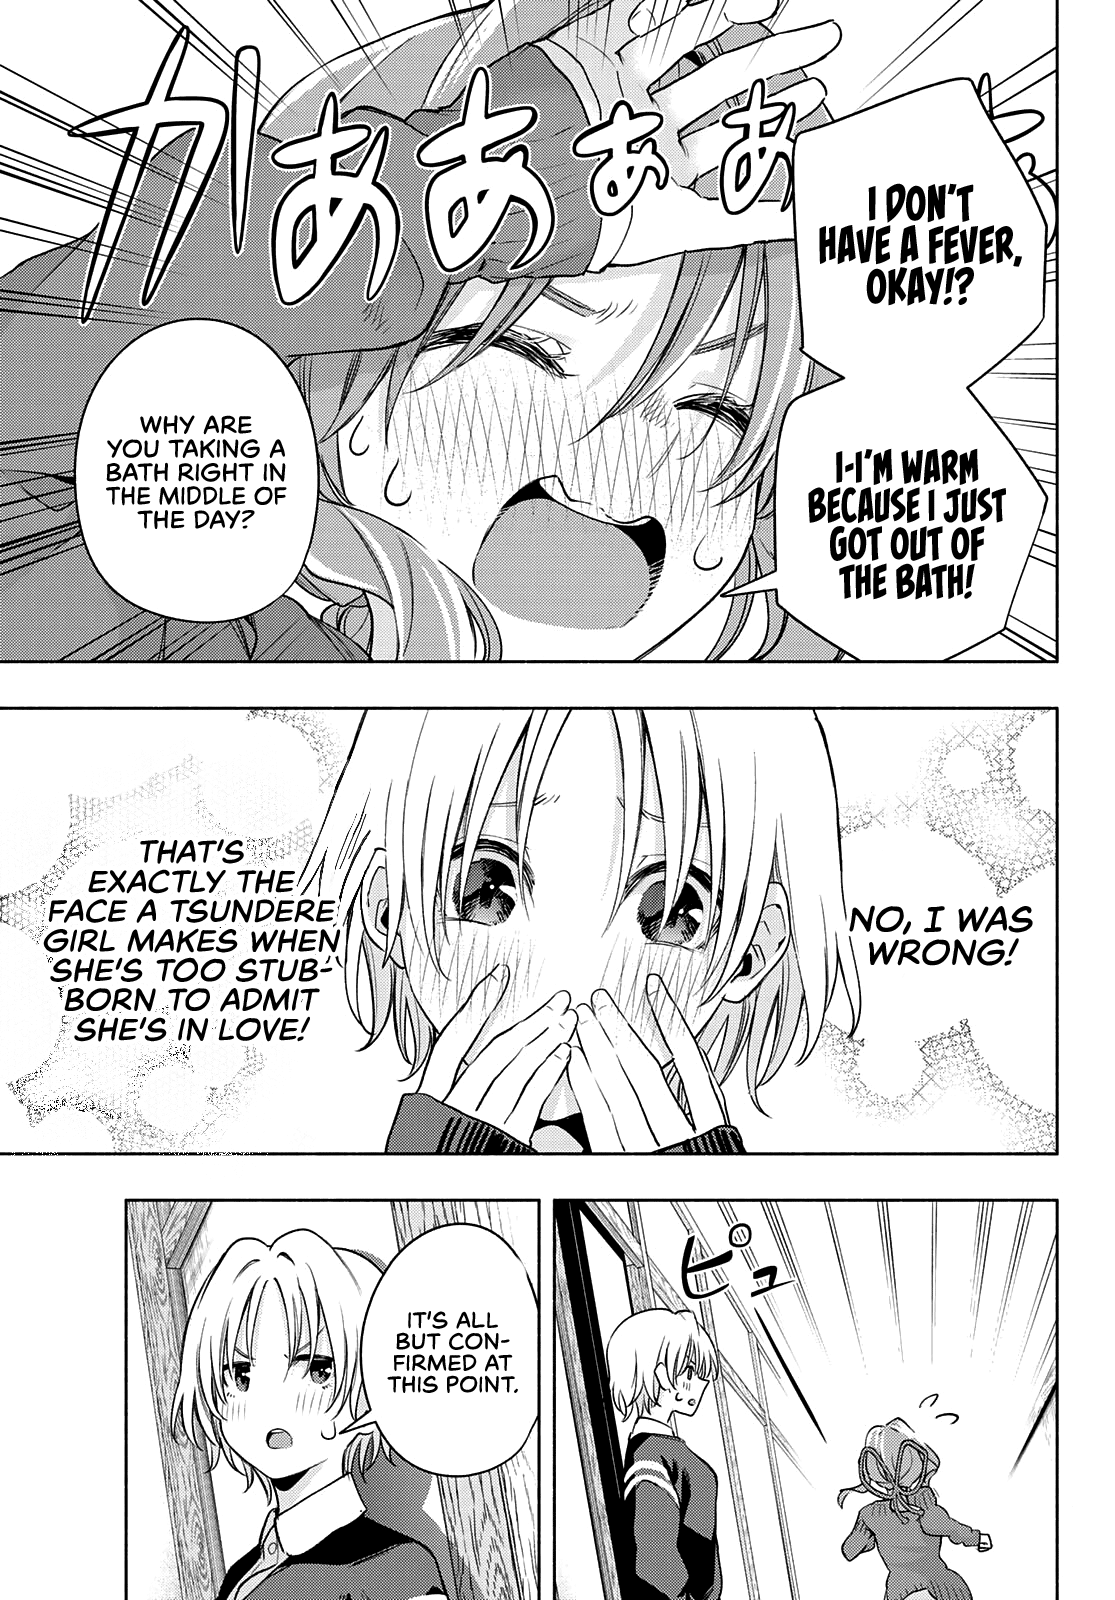 I DON'T
HAVE A FEVER,
OKAY!?
I-I'M WARM
BECAUSE I JUST
GOT OUT OF
THE BATH!
カあぁぁぁあ
WHY ARE
YOU TAKING A
BATH RIGHT IN
THE MIDDLE OF
THE DAY?
NO, I WAS
WRONG!
THAT'S
EXACTLY THE
FACE A TSUNDERE
GIRL MAKES WHEN
SHE'S TOO STUB-
BORN TO ADMIT
SHE'S IN LOVE!
ピュー
IT'S ALL
BUT CON-
FIRMED AT
THIS POINT.